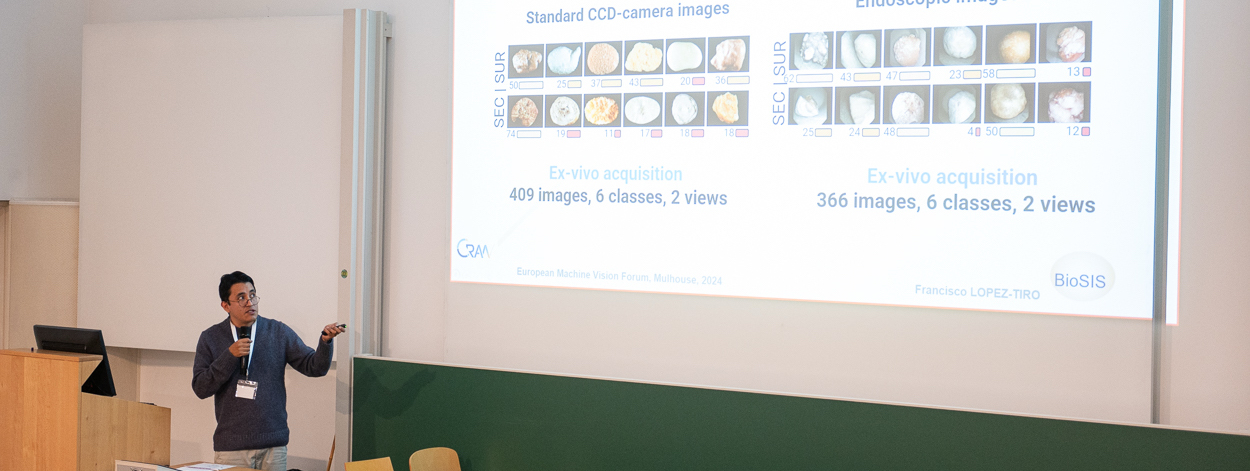 Standard CCD-camera images
Endoscopic
SUR
50 25 37 43 20 36
SEC
74 19 11 17 18 18
Ex-vivo acquisition
409 images, 6 classes, 2 views
SUR
43 47 23 58 13
SEC
25 24 48 4 50 12
Ex-vivo acquisition
366 images, 6 classes, 2 views
CRAN
European Machine Vision Forum, Mulhouse, 2024
Francisco LOPEZ-TIRO
BioSIS